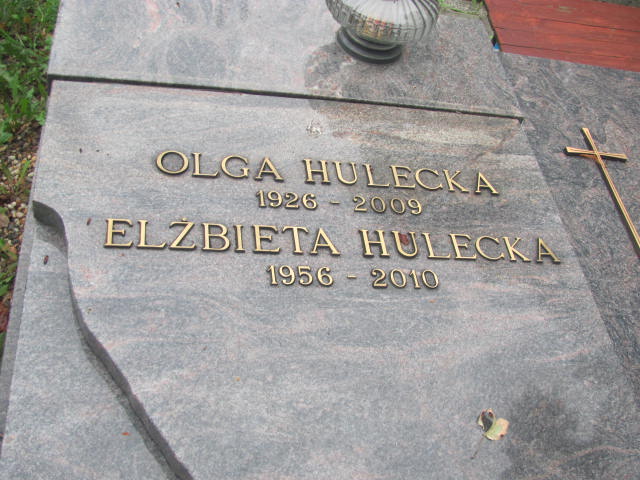 OLGA HULECKA
1926 - 2009
ELŻBIETA HULECKA
1956 - 2010